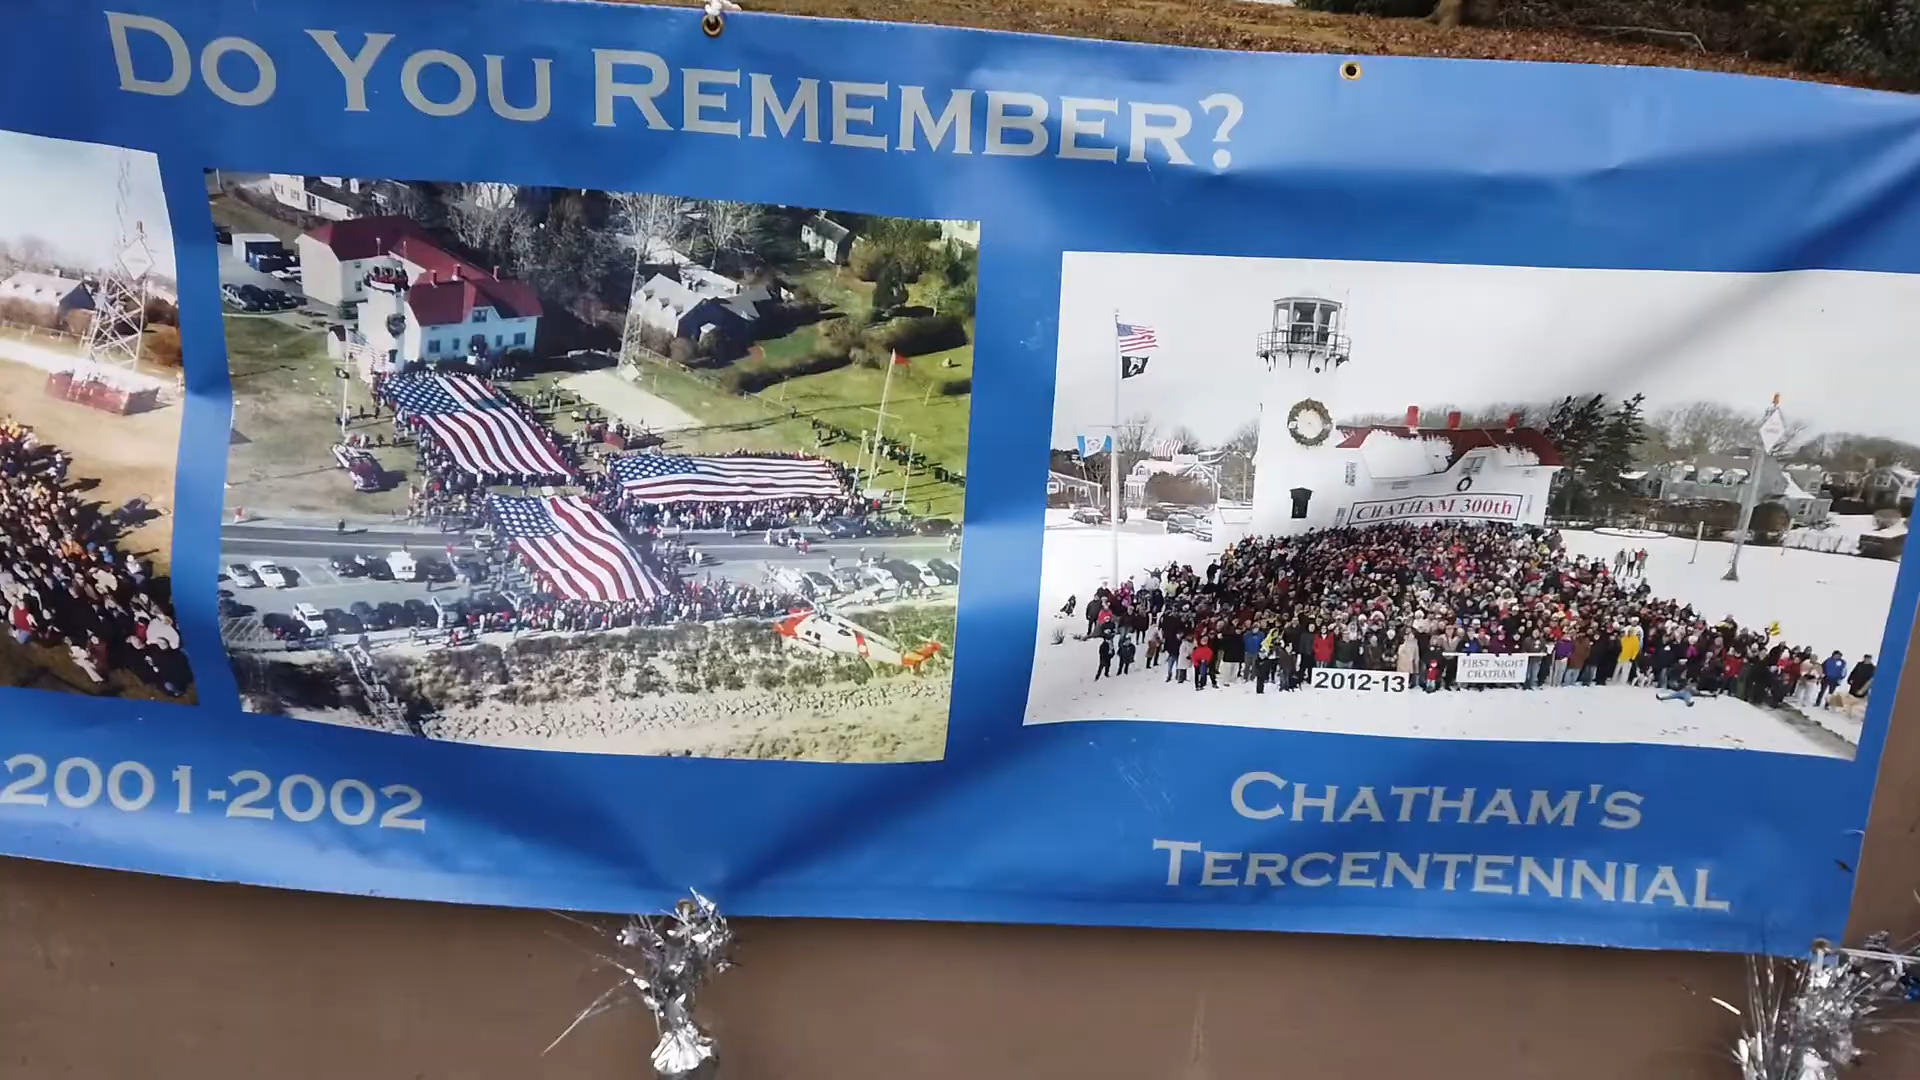 DO YOU REMEMBER?
CHATHAM 300th
FIRST NIGHT
CHATHAM
2012-13
2001-2002
CHATHAM'S
TERCENTENNIAL